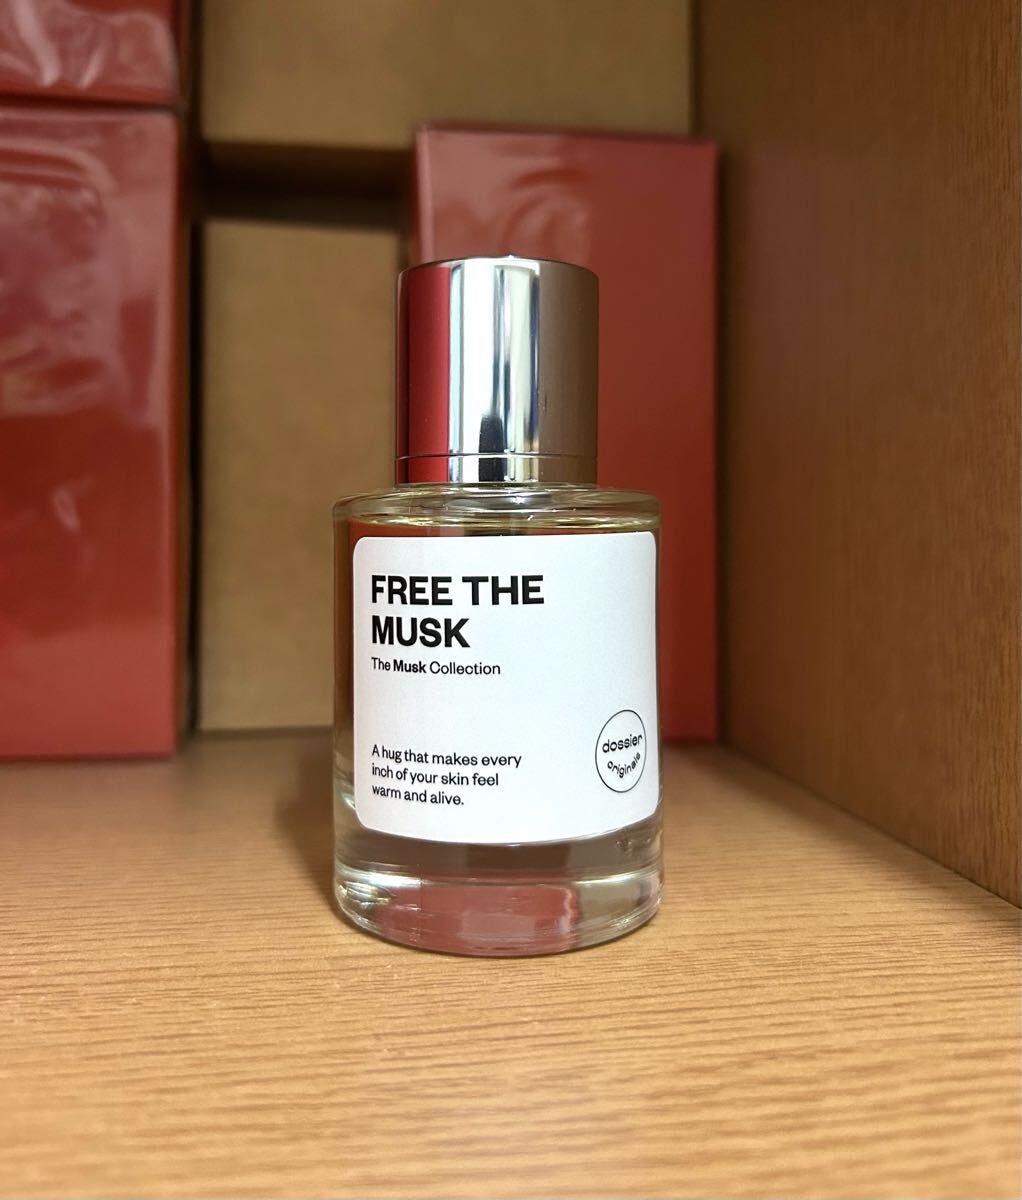 FREE THE
MUSK
The Musk Collection
A hug that makes every
inch of your skin feel
warm and alive.
dossier
originals